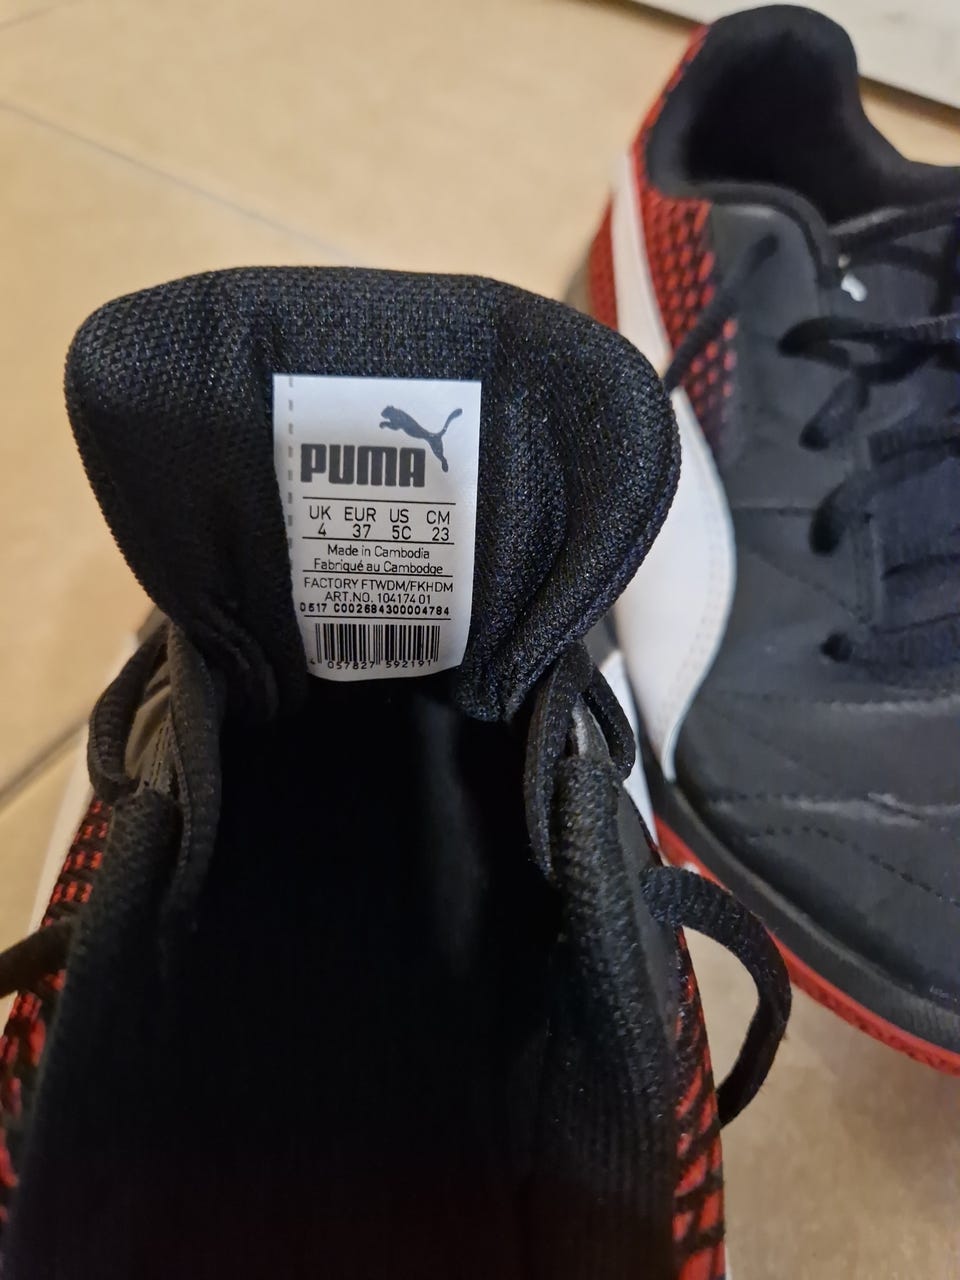 PUMA
UK EUR US CM
4 37 5C 23
Made in Cambodia
Fabriqué au Cambodge
FACTORY FTWDM/FKHDM
ART.NO. 104174 01
0517 C002684300004784
4 057827 592191